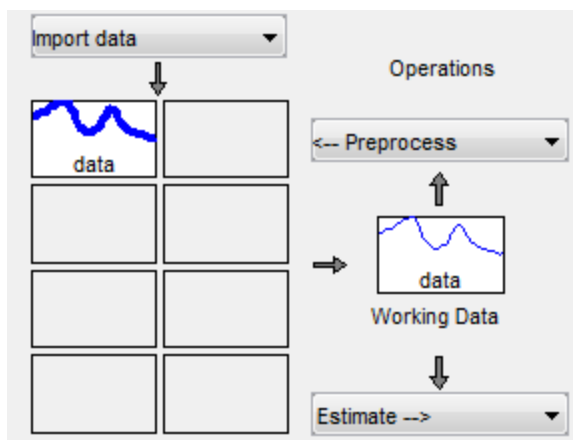 Import data
Operations
data
<-- Preprocess
data
Working Data
Estimate -->